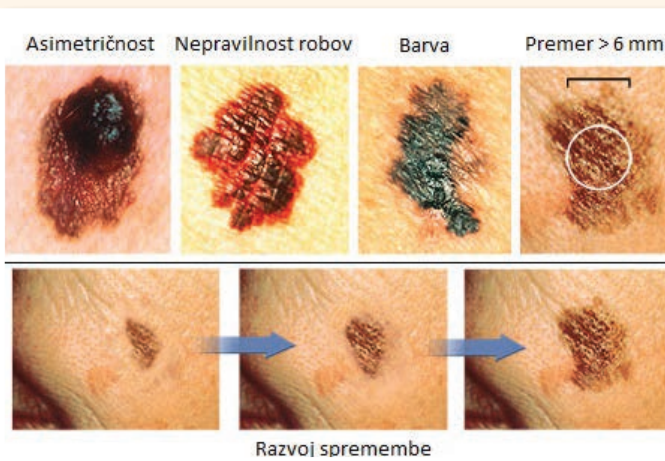 Asimetričnost
Nepravilnost robov
Barva
Premer > 6 mm
Razvoj spremembe